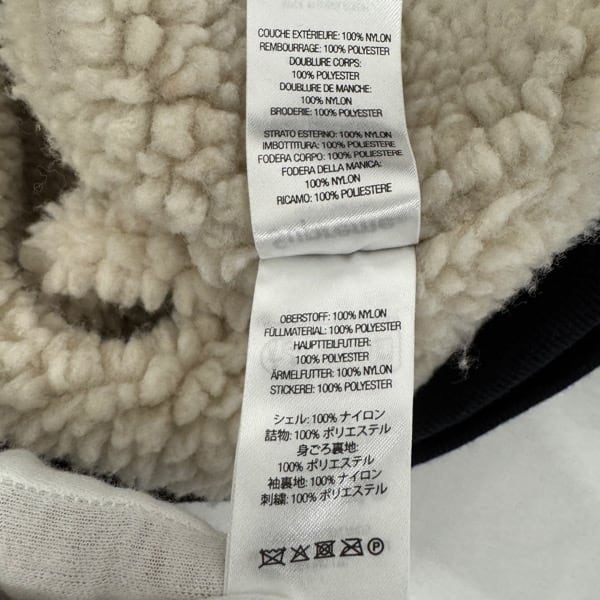 COUCHE EXTÉRIEURE: 100% NYLON
REMBOURRAGE: 100% POLYESTER
DOUBLURE CORPS:
100% POLYESTER
DOUBLURE DE MANCHE:
100% NYLON
BRODERIE: 100% POLYESTER
STRATO ESTERNO: 100% NYLON
IMBOTTITURA: 100% POLIESTERE
FODERA CORPO: 100% POLIESTERE
FODERA DELLA MANICA:
100% NYLON
RICAMO: 100% POLIESTERE
Supreme
OBERSTOFF: 100% NYLON
FÜLLMATERIAL: 100% POLYESTER
HAUPTTEILFUTTER:
100% POLYESTER
ÄRMELFUTTER: 100% NYLON
STICKEREI: 100% POLYESTER
シェル: 100% ナイロン
詰物: 100% ポリエステル
身ごろ裏地:
100% ポリエステル
袖裏地: 100% ナイロン
刺繍: 100% ポリエステル
P